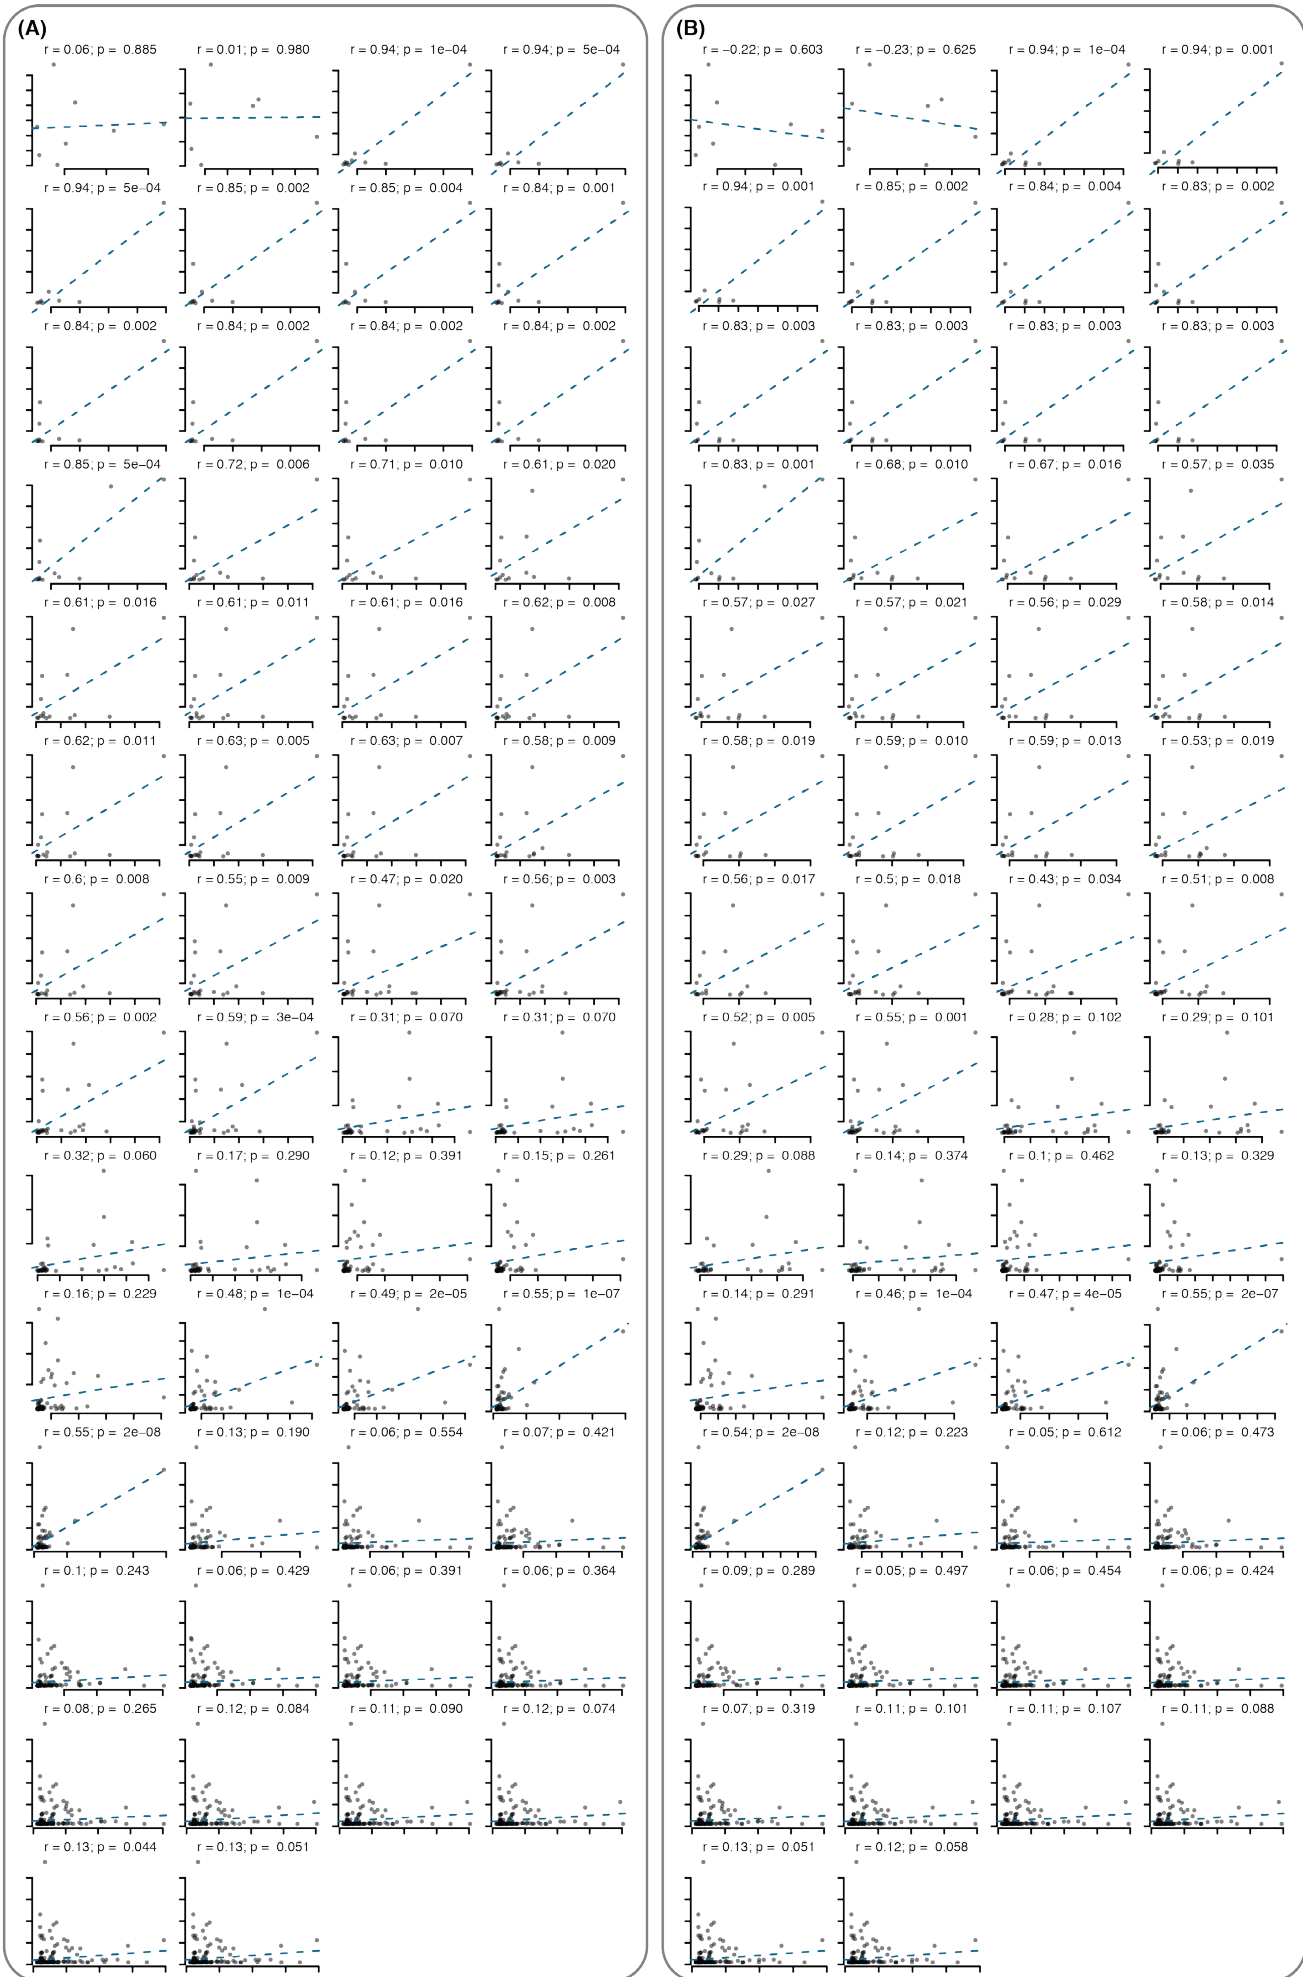 (A)
r = 0.06; p = 0.885 r = 0.01; p = 0.980 r = 0.94; p = 1e−04 r = 0.94; p = 5e−04
r = 0.94; p = 5e−04 r = 0.85; p = 0.002 r = 0.85; p = 0.004 r = 0.84; p = 0.001
r = 0.84; p = 0.002 r = 0.84; p = 0.002 r = 0.84; p = 0.002 r = 0.84; p = 0.002
r = 0.85; p = 5e−04 r = 0.72; p = 0.006 r = 0.71; p = 0.010 r = 0.61; p = 0.020
r = 0.61; p = 0.016 r = 0.61; p = 0.011 r = 0.61; p = 0.016 r = 0.62; p = 0.008
r = 0.62; p = 0.011 r = 0.63; p = 0.005 r = 0.63; p = 0.007 r = 0.58; p = 0.009
r = 0.6; p = 0.008 r = 0.55; p = 0.009 r = 0.47; p = 0.020 r = 0.56; p = 0.003
r = 0.56; p = 0.002 r = 0.59; p = 3e−04 r = 0.31; p = 0.070 r = 0.31; p = 0.070
r = 0.32; p = 0.060 r = 0.17; p = 0.290 r = 0.12; p = 0.391 r = 0.15; p = 0.261
r = 0.16; p = 0.229 r = 0.48; p = 1e−04 r = 0.49; p = 2e−05 r = 0.55; p = 1e−07
r = 0.55; p = 2e−08 r = 0.13; p = 0.190 r = 0.06; p = 0.554 r = 0.07; p = 0.421
r = 0.1; p = 0.243 r = 0.06; p = 0.429 r = 0.06; p = 0.391 r = 0.06; p = 0.364
r = 0.08; p = 0.265 r = 0.12; p = 0.084 r = 0.11; p = 0.090 r = 0.12; p = 0.074
r = 0.13; p = 0.044 r = 0.13; p = 0.051
(B)
r = −0.22; p = 0.603 r = −0.23; p = 0.625 r = 0.94; p = 1e−04 r = 0.94; p = 0.001
r = 0.94; p = 0.001 r = 0.85; p = 0.002 r = 0.84; p = 0.004 r = 0.83; p = 0.002
r = 0.83; p = 0.003 r = 0.83; p = 0.003 r = 0.83; p = 0.003 r = 0.83; p = 0.003
r = 0.83; p = 0.001 r = 0.68; p = 0.010 r = 0.67; p = 0.016 r = 0.57; p = 0.035
r = 0.57; p = 0.027 r = 0.57; p = 0.021 r = 0.56; p = 0.029 r = 0.58; p = 0.014
r = 0.58; p = 0.019 r = 0.59; p = 0.010 r = 0.59; p = 0.013 r = 0.53; p = 0.019
r = 0.56; p = 0.017 r = 0.5; p = 0.018 r = 0.43; p = 0.034 r = 0.51; p = 0.008
r = 0.52; p = 0.005 r = 0.55; p = 0.001 r = 0.28; p = 0.102 r = 0.29; p = 0.101
r = 0.29; p = 0.088 r = 0.14; p = 0.374 r = 0.1; p = 0.462 r = 0.13; p = 0.329
r = 0.14; p = 0.291 r = 0.46; p = 1e−04 r = 0.47; p = 4e−05 r = 0.55; p = 2e−07
r = 0.54; p = 2e−08 r = 0.12; p = 0.223 r = 0.05; p = 0.612 r = 0.06; p = 0.473
r = 0.09; p = 0.289 r = 0.05; p = 0.497 r = 0.06; p = 0.454 r = 0.06; p = 0.424
r = 0.07; p = 0.319 r = 0.11; p = 0.101 r = 0.11; p = 0.107 r = 0.11; p = 0.088
r = 0.13; p = 0.051 r = 0.12; p = 0.058